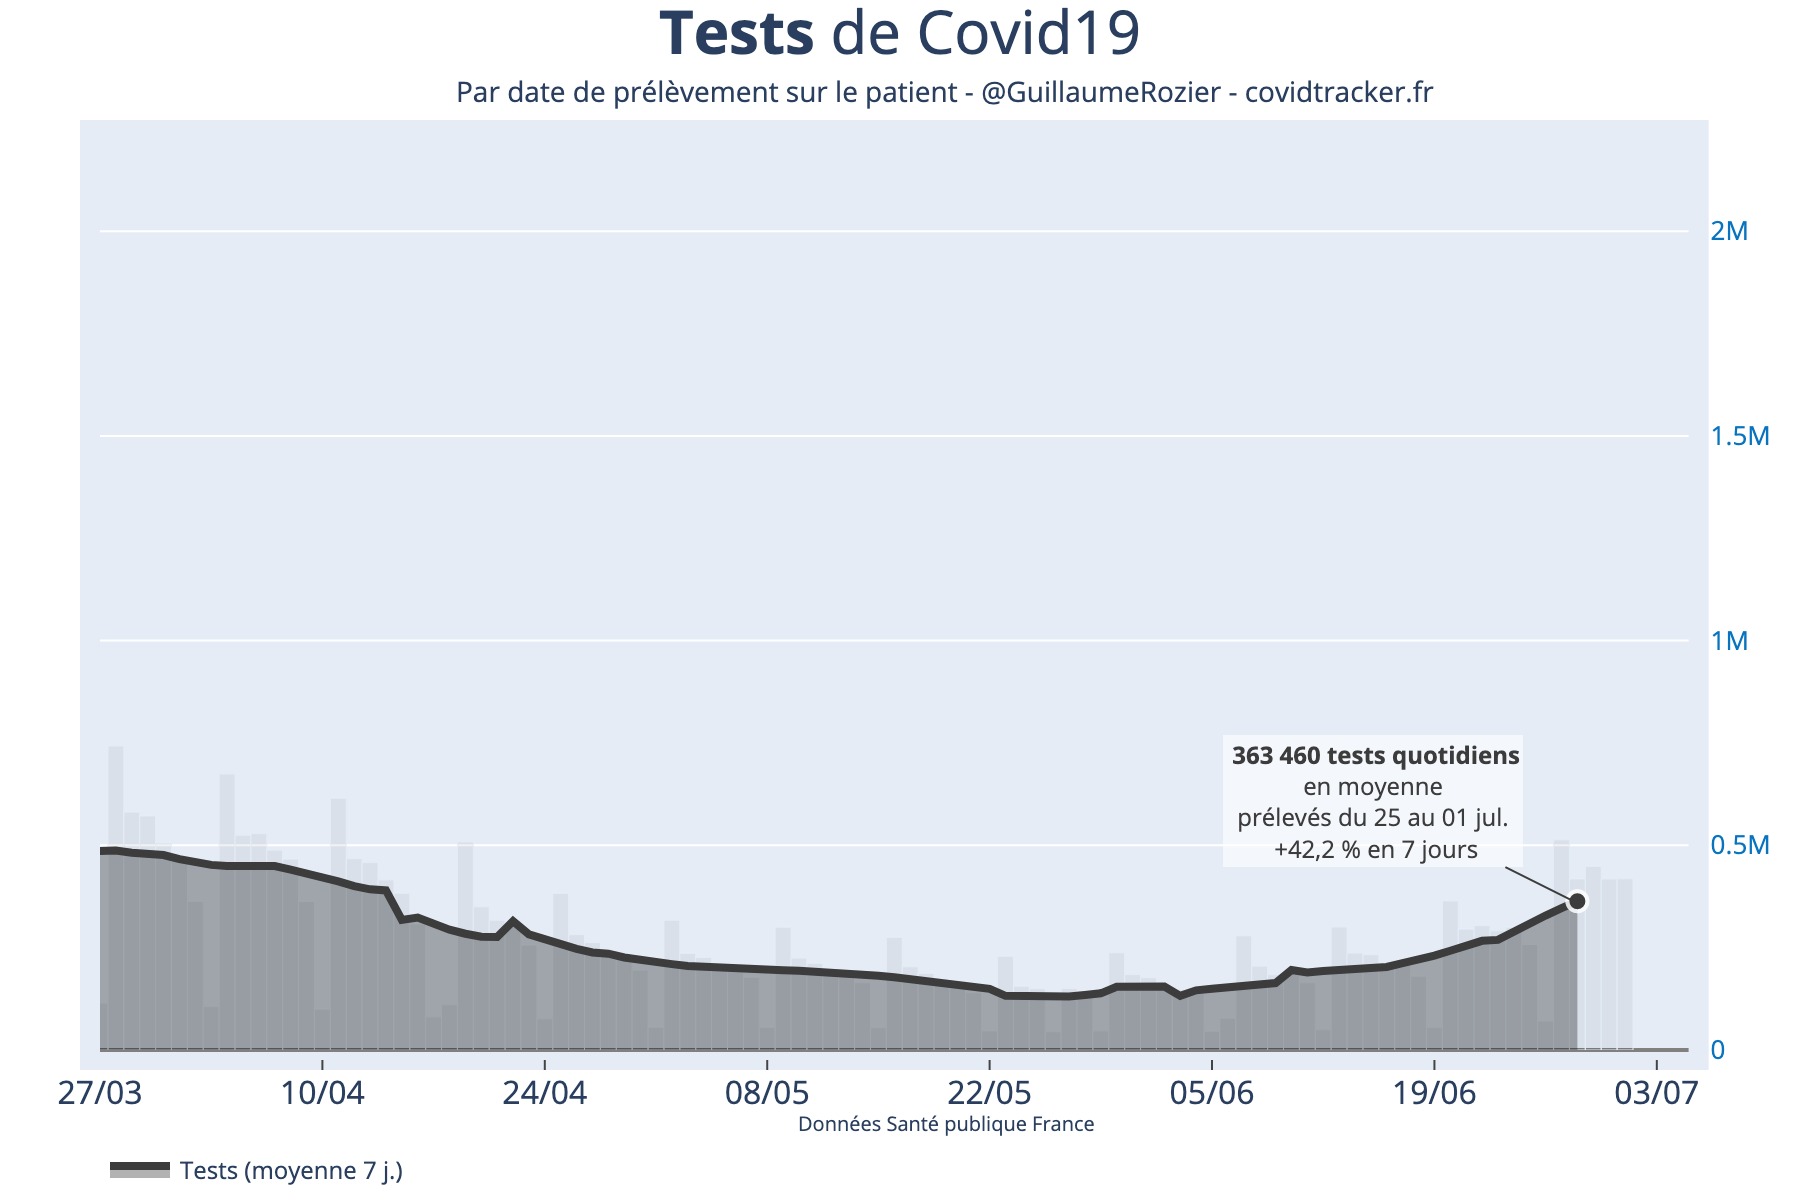 Tests de Covid19
Par date de prélèvement sur le patient - @GuillaumeRozier - covidtracker.fr
2M
1.5M
1M
363 460 tests quotidiens
en moyenne
prélevés du 25 au 01 jul.
+42,2 % en 7 jours
0.5M
0
27/03 10/04 24/04 08/05 22/05 05/06 19/06 03/07
Données Santé publique France
Tests (moyenne 7 j.)